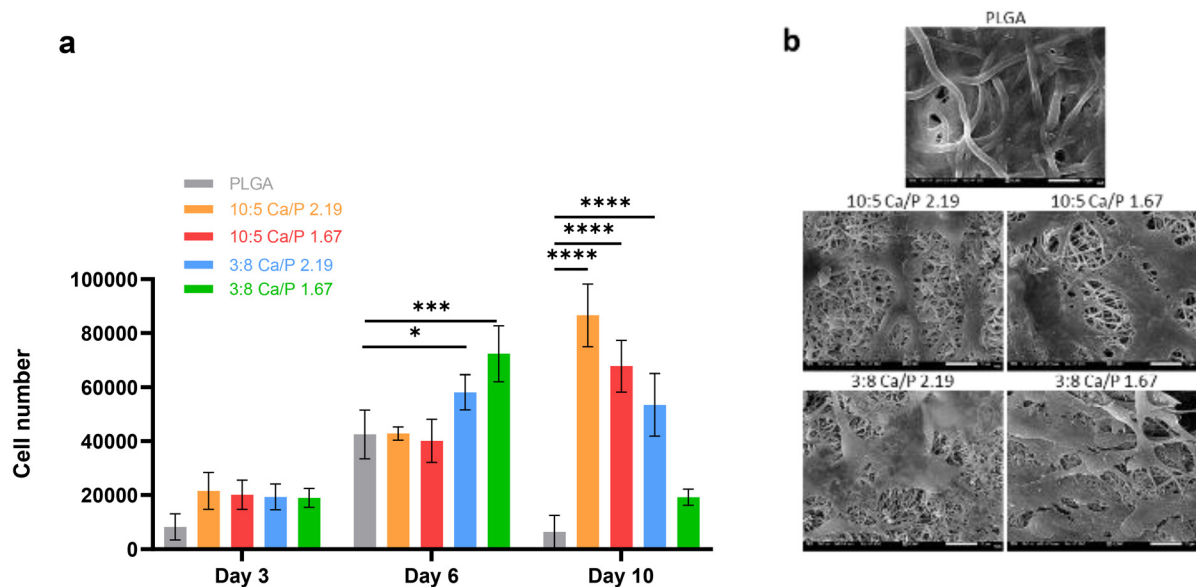 a
PLGA
10:5 Ca/P 2.19
10:5 Ca/P 1.67
3:8 Ca/P 2.19
3:8 Ca/P 1.67
Cell number
100000
80000
60000
40000
20000
0
***
*
****
****
****
Day 3
Day 6
Day 10
b
PLGA
10:5 Ca/P 2.19
10:5 Ca/P 1.67
3:8 Ca/P 2.19
3:8 Ca/P 1.67